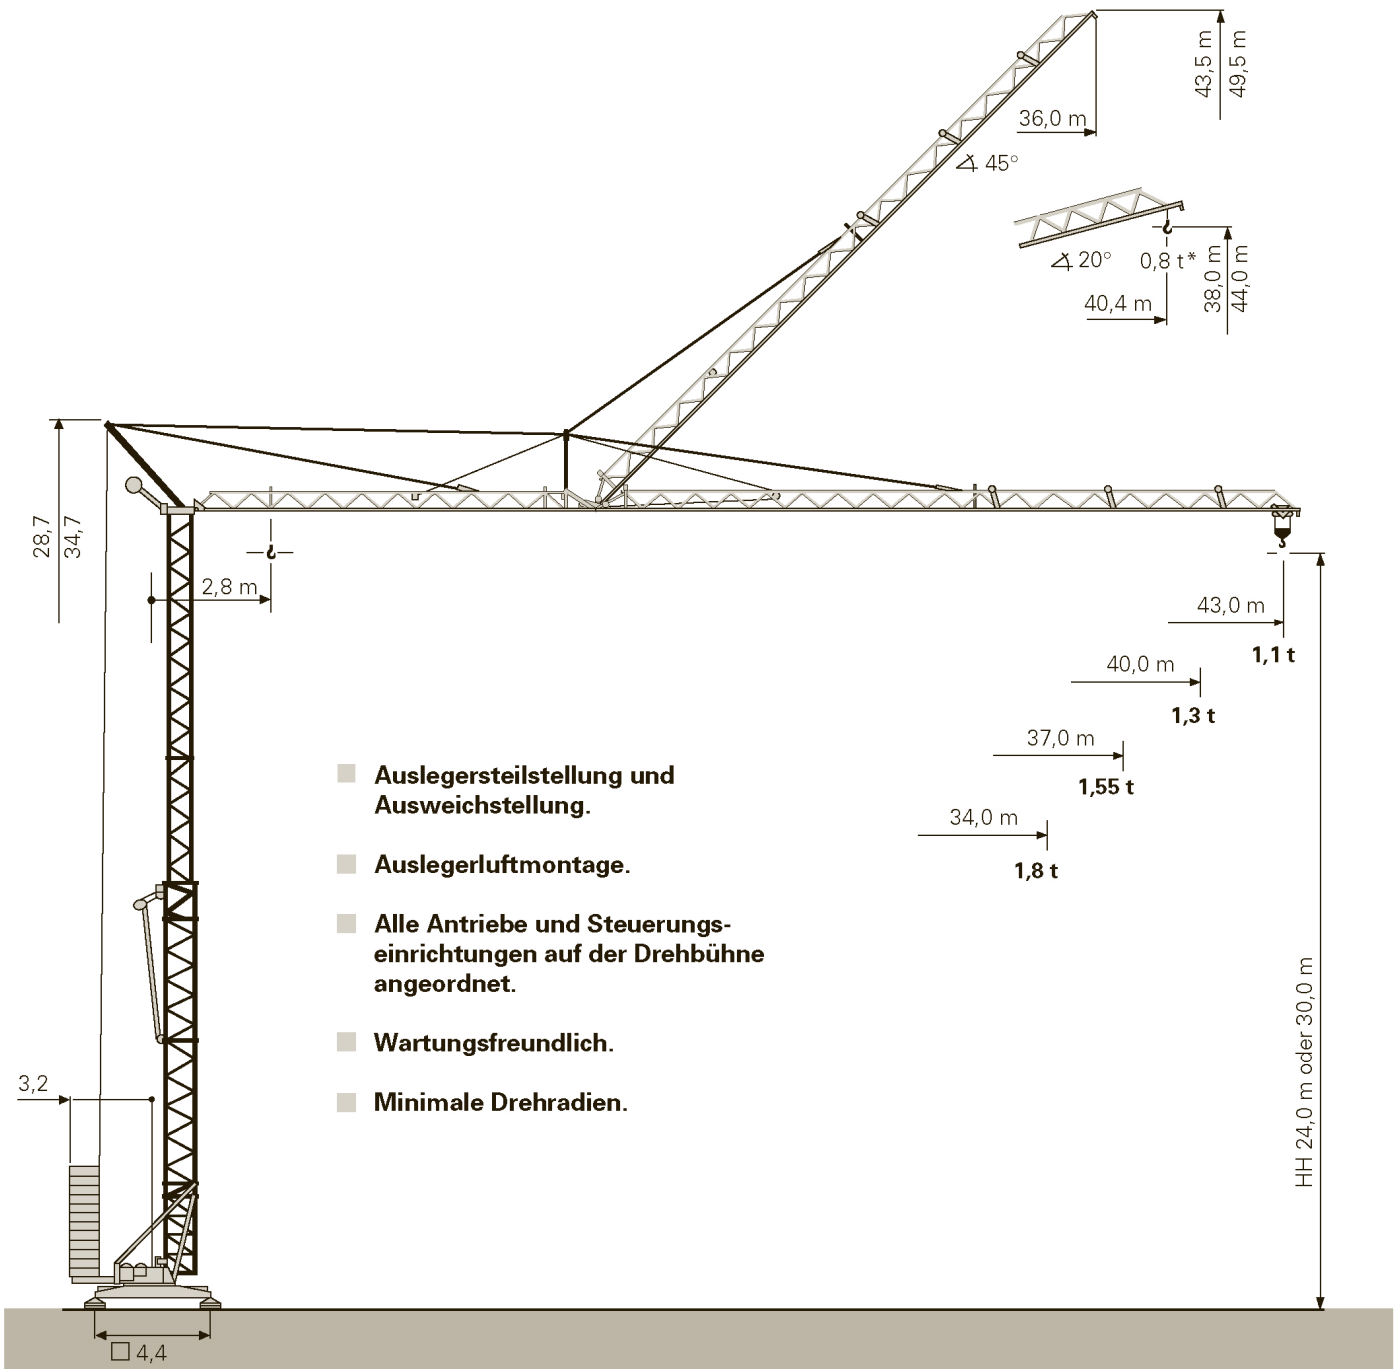 43,5 m
49,5 m
36,0 m
∡ 45°
∡ 20°
0,8 t*
38,0 m
44,0 m
40,4 m
28,7
34,7
2,8 m
43,0 m
1,1 t
40,0 m
1,3 t
37,0 m
1,55 t
34,0 m
1,8 t
Auslegersteilstellung und
Ausweichstellung.
Auslegerluftmontage.
Alle Antriebe und Steuerungs-
einrichtungen auf der Drehbühne
angeordnet.
Wartungsfreundlich.
Minimale Drehradien.
HH 24,0 m oder 30,0 m
3,2
□ 4,4